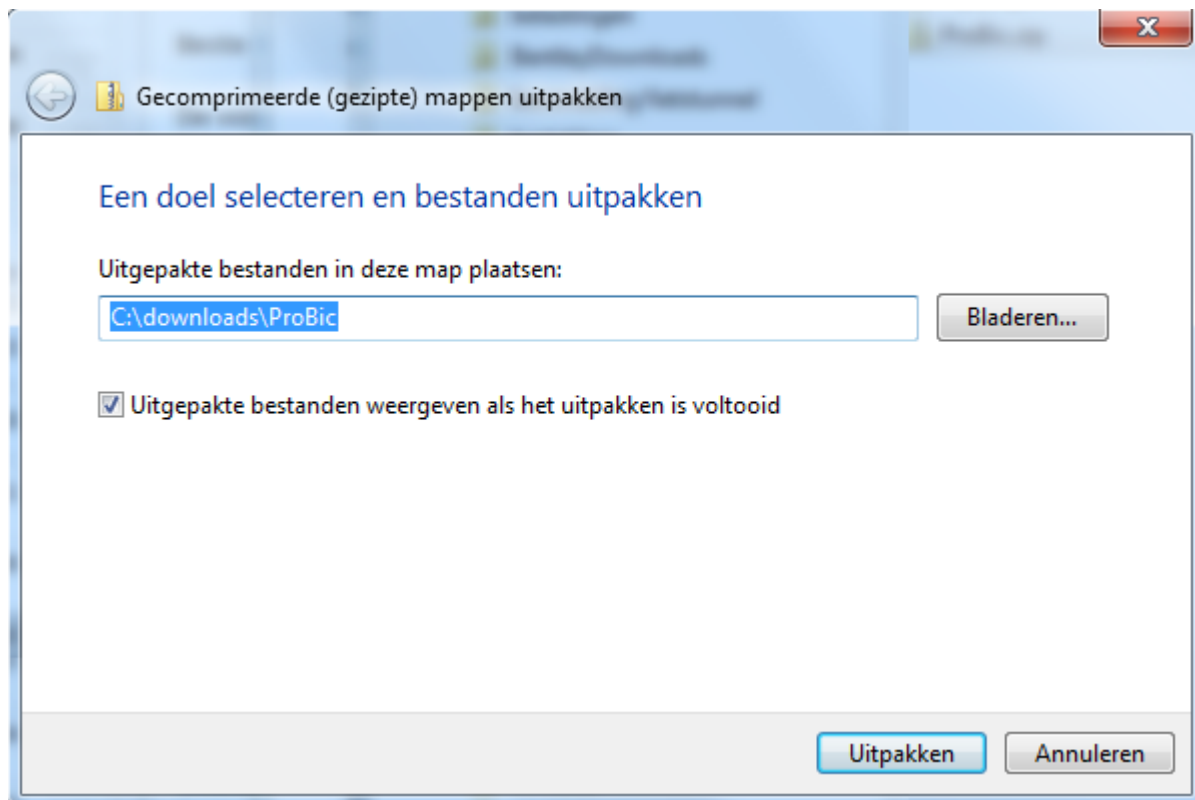 Gecomprimeerde (gezipte) mappen uitpakken
Een doel selecteren en bestanden uitpakken
Uitgepakte bestanden in deze map plaatsen:
C:\downloads\ProBic
Bladeren...
Uitgepakte bestanden weergeven als het uitpakken is voltooid
Uitpakken
Annuleren